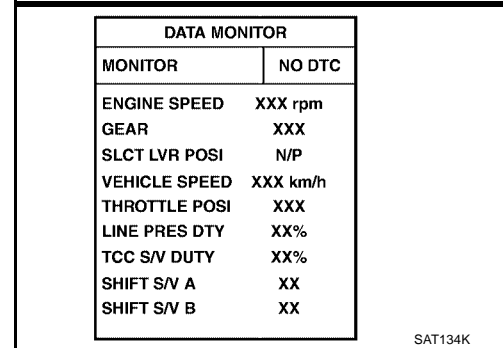 DATA MONITOR
MONITOR NO DTC
ENGINE SPEED XXX rpm
GEAR XXX
SLCT LVR POSI N/P
VEHICLE SPEED XXX km/h
THROTTLE POSI XXX
LINE PRES DTY XX%
TCC S/V DUTY XX%
SHIFT S/V A XX
SHIFT S/V B XX
SAT134K